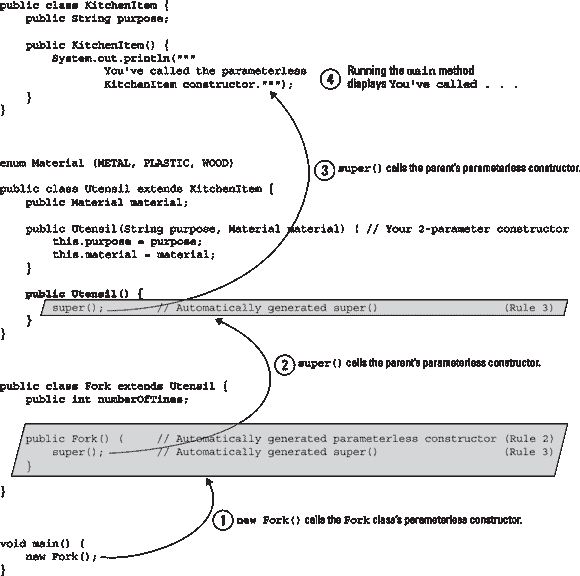 public class KitchenItem {
public String purpose;
public KitchenItem() {
System.out.println("""
You've called the parameterless
KitchenItem constructor.""");
}
}
4 Running the main method
displays You've called . . .
3 super() calls the parent's parameterless constructor.
enum Material {METAL, PLASTIC, WOOD}
public class Utensil extends KitchenItem {
public Material material;
public Utensil(String purpose, Material material) { // Your 2-parameter constructor
this.purpose = purpose;
this.material = material;
}
public Utensil() {
super(); // Automatically generated super() (Rule 3)
}
}
2 super() calls the parent's parameterless constructor.
public class Fork extends Utensil {
public int numberOfTines;
public Fork() { // Automatically generated parameterless constructor (Rule 2)
super(); // Automatically generated super() (Rule 3)
}
}
1 new Fork() calls the Fork class's parameterless constructor.
void main() {
new Fork();
}